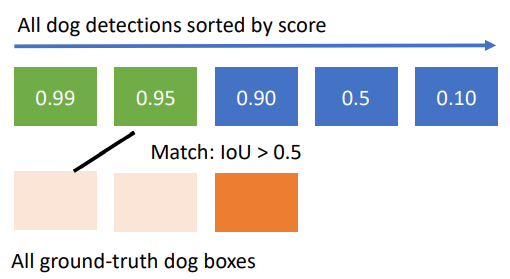 All dog detections sorted by score
0.99 0.95 0.90 0.5 0.10
Match: IoU > 0.5
All ground-truth dog boxes